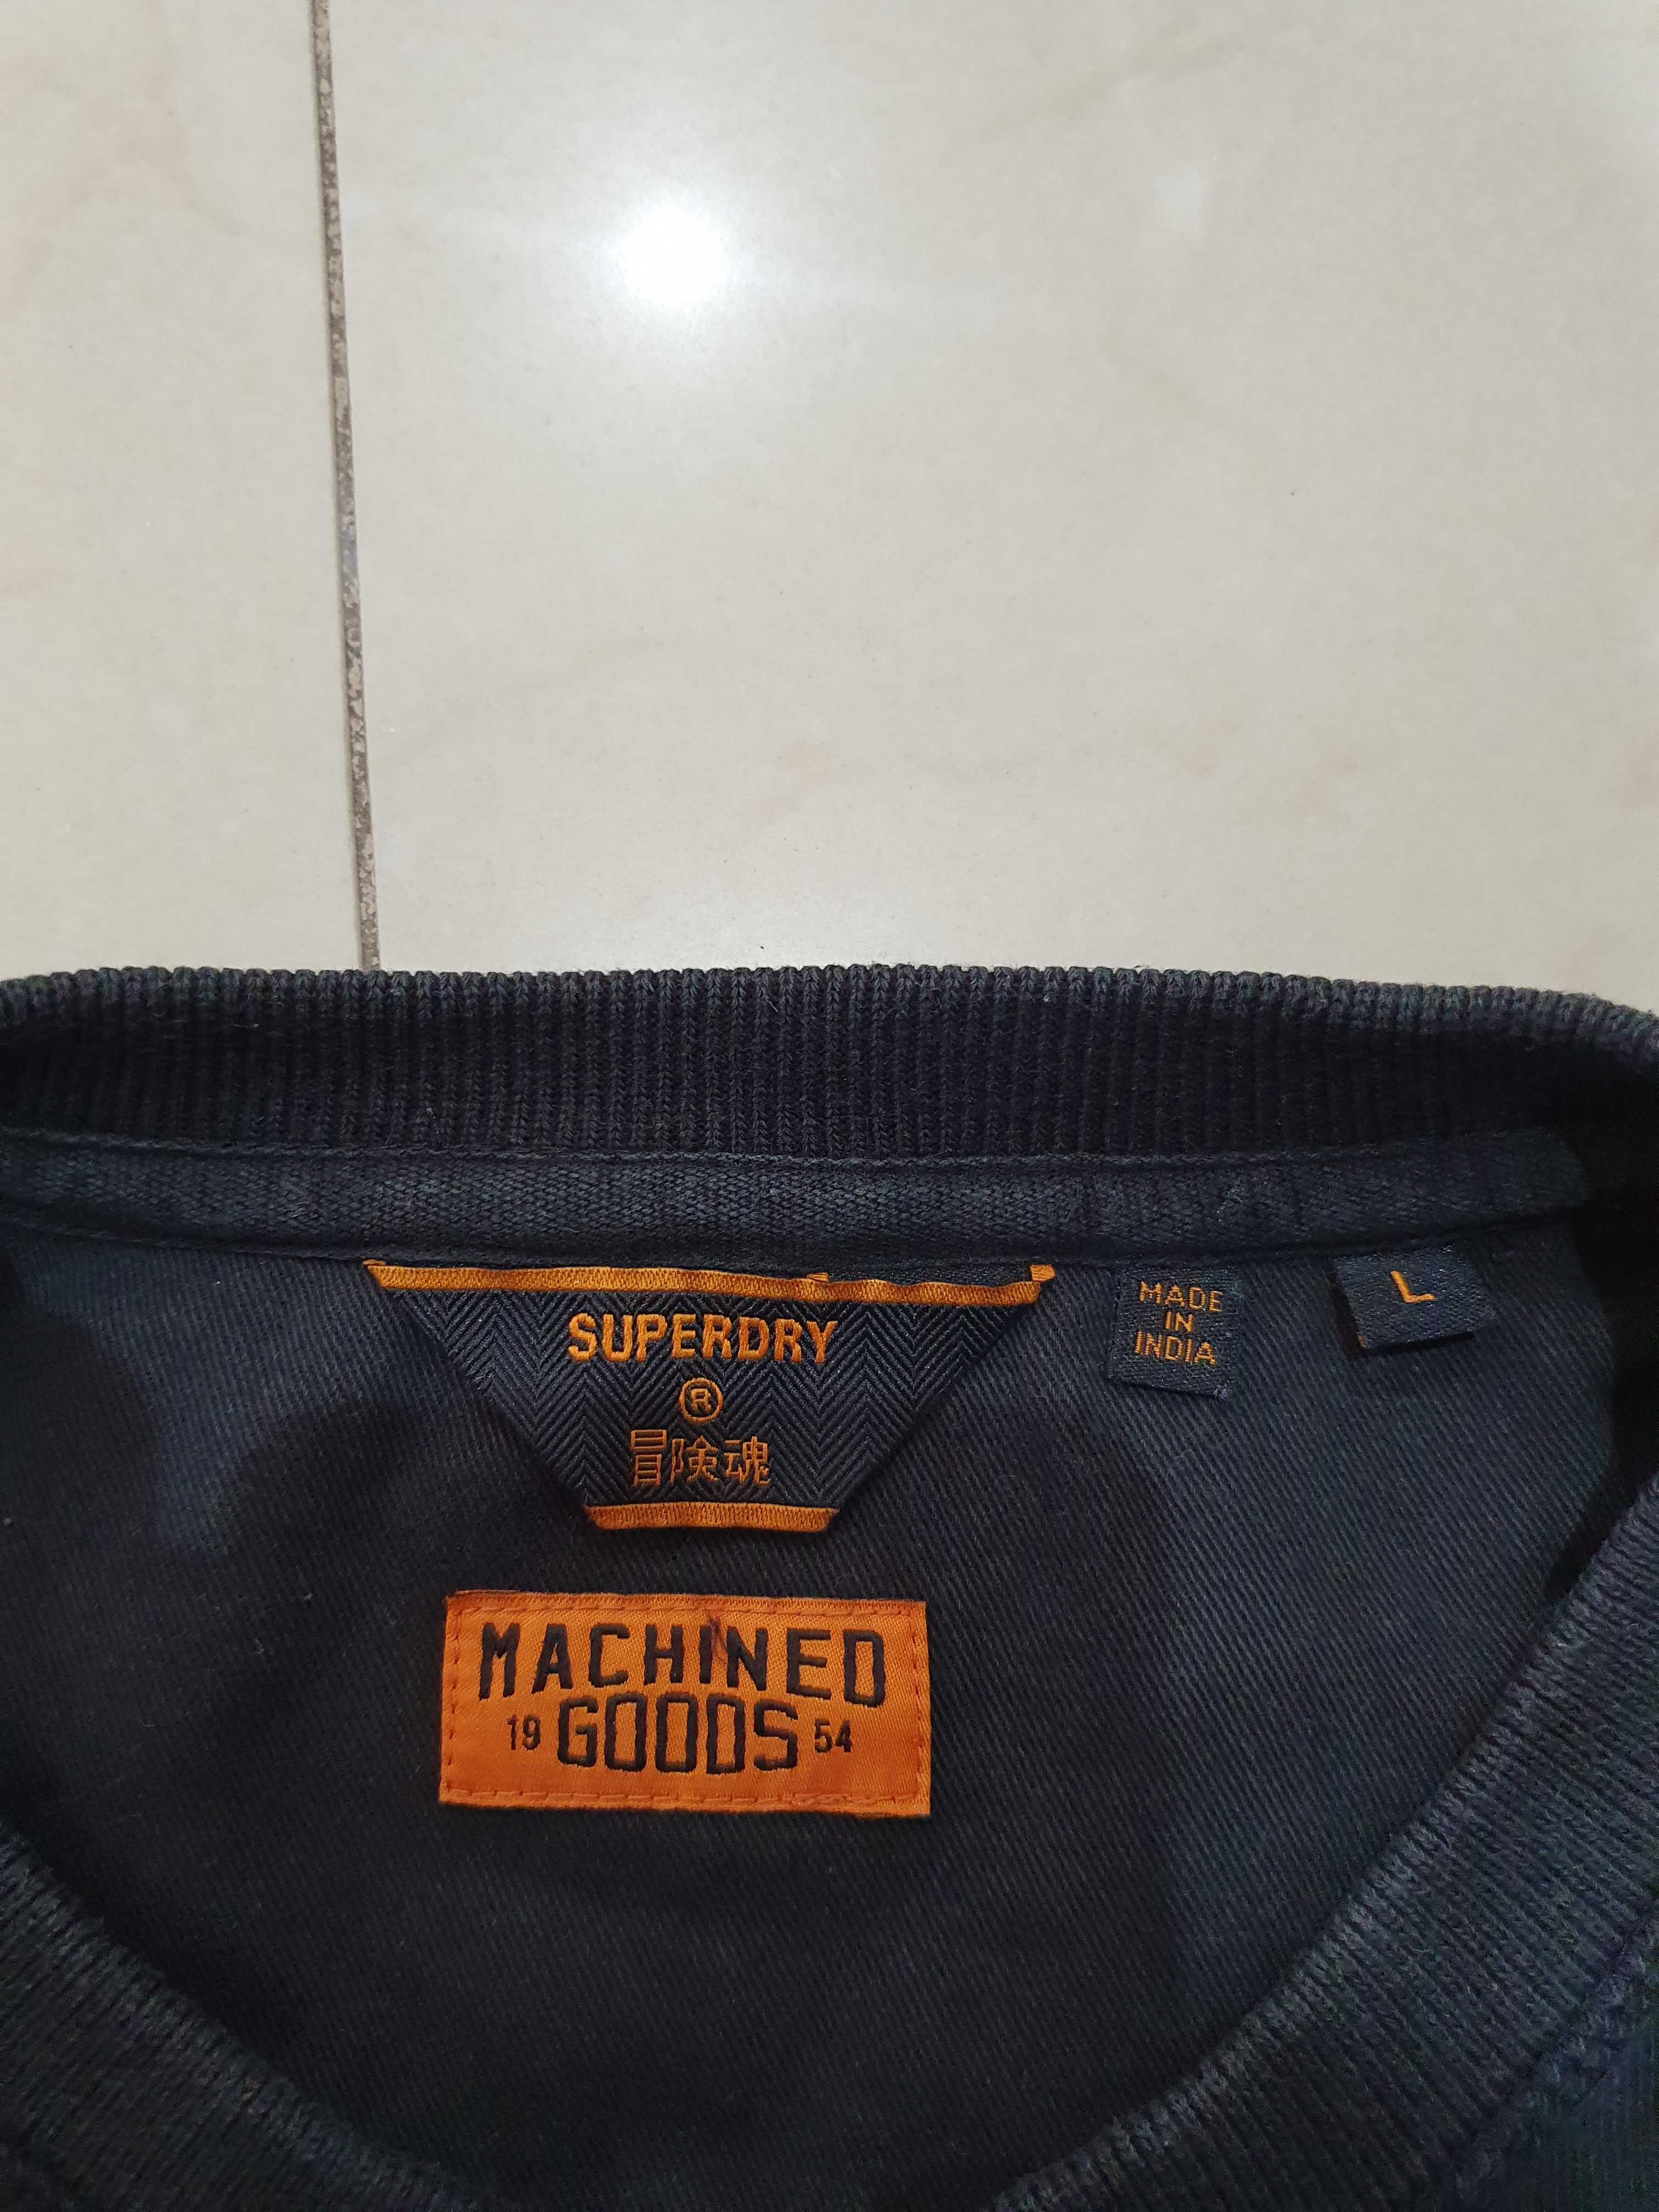 SUPERDRY
®
冒険魂
MADE
IN
INDIA
L
MACHINED
19 GOODS 54